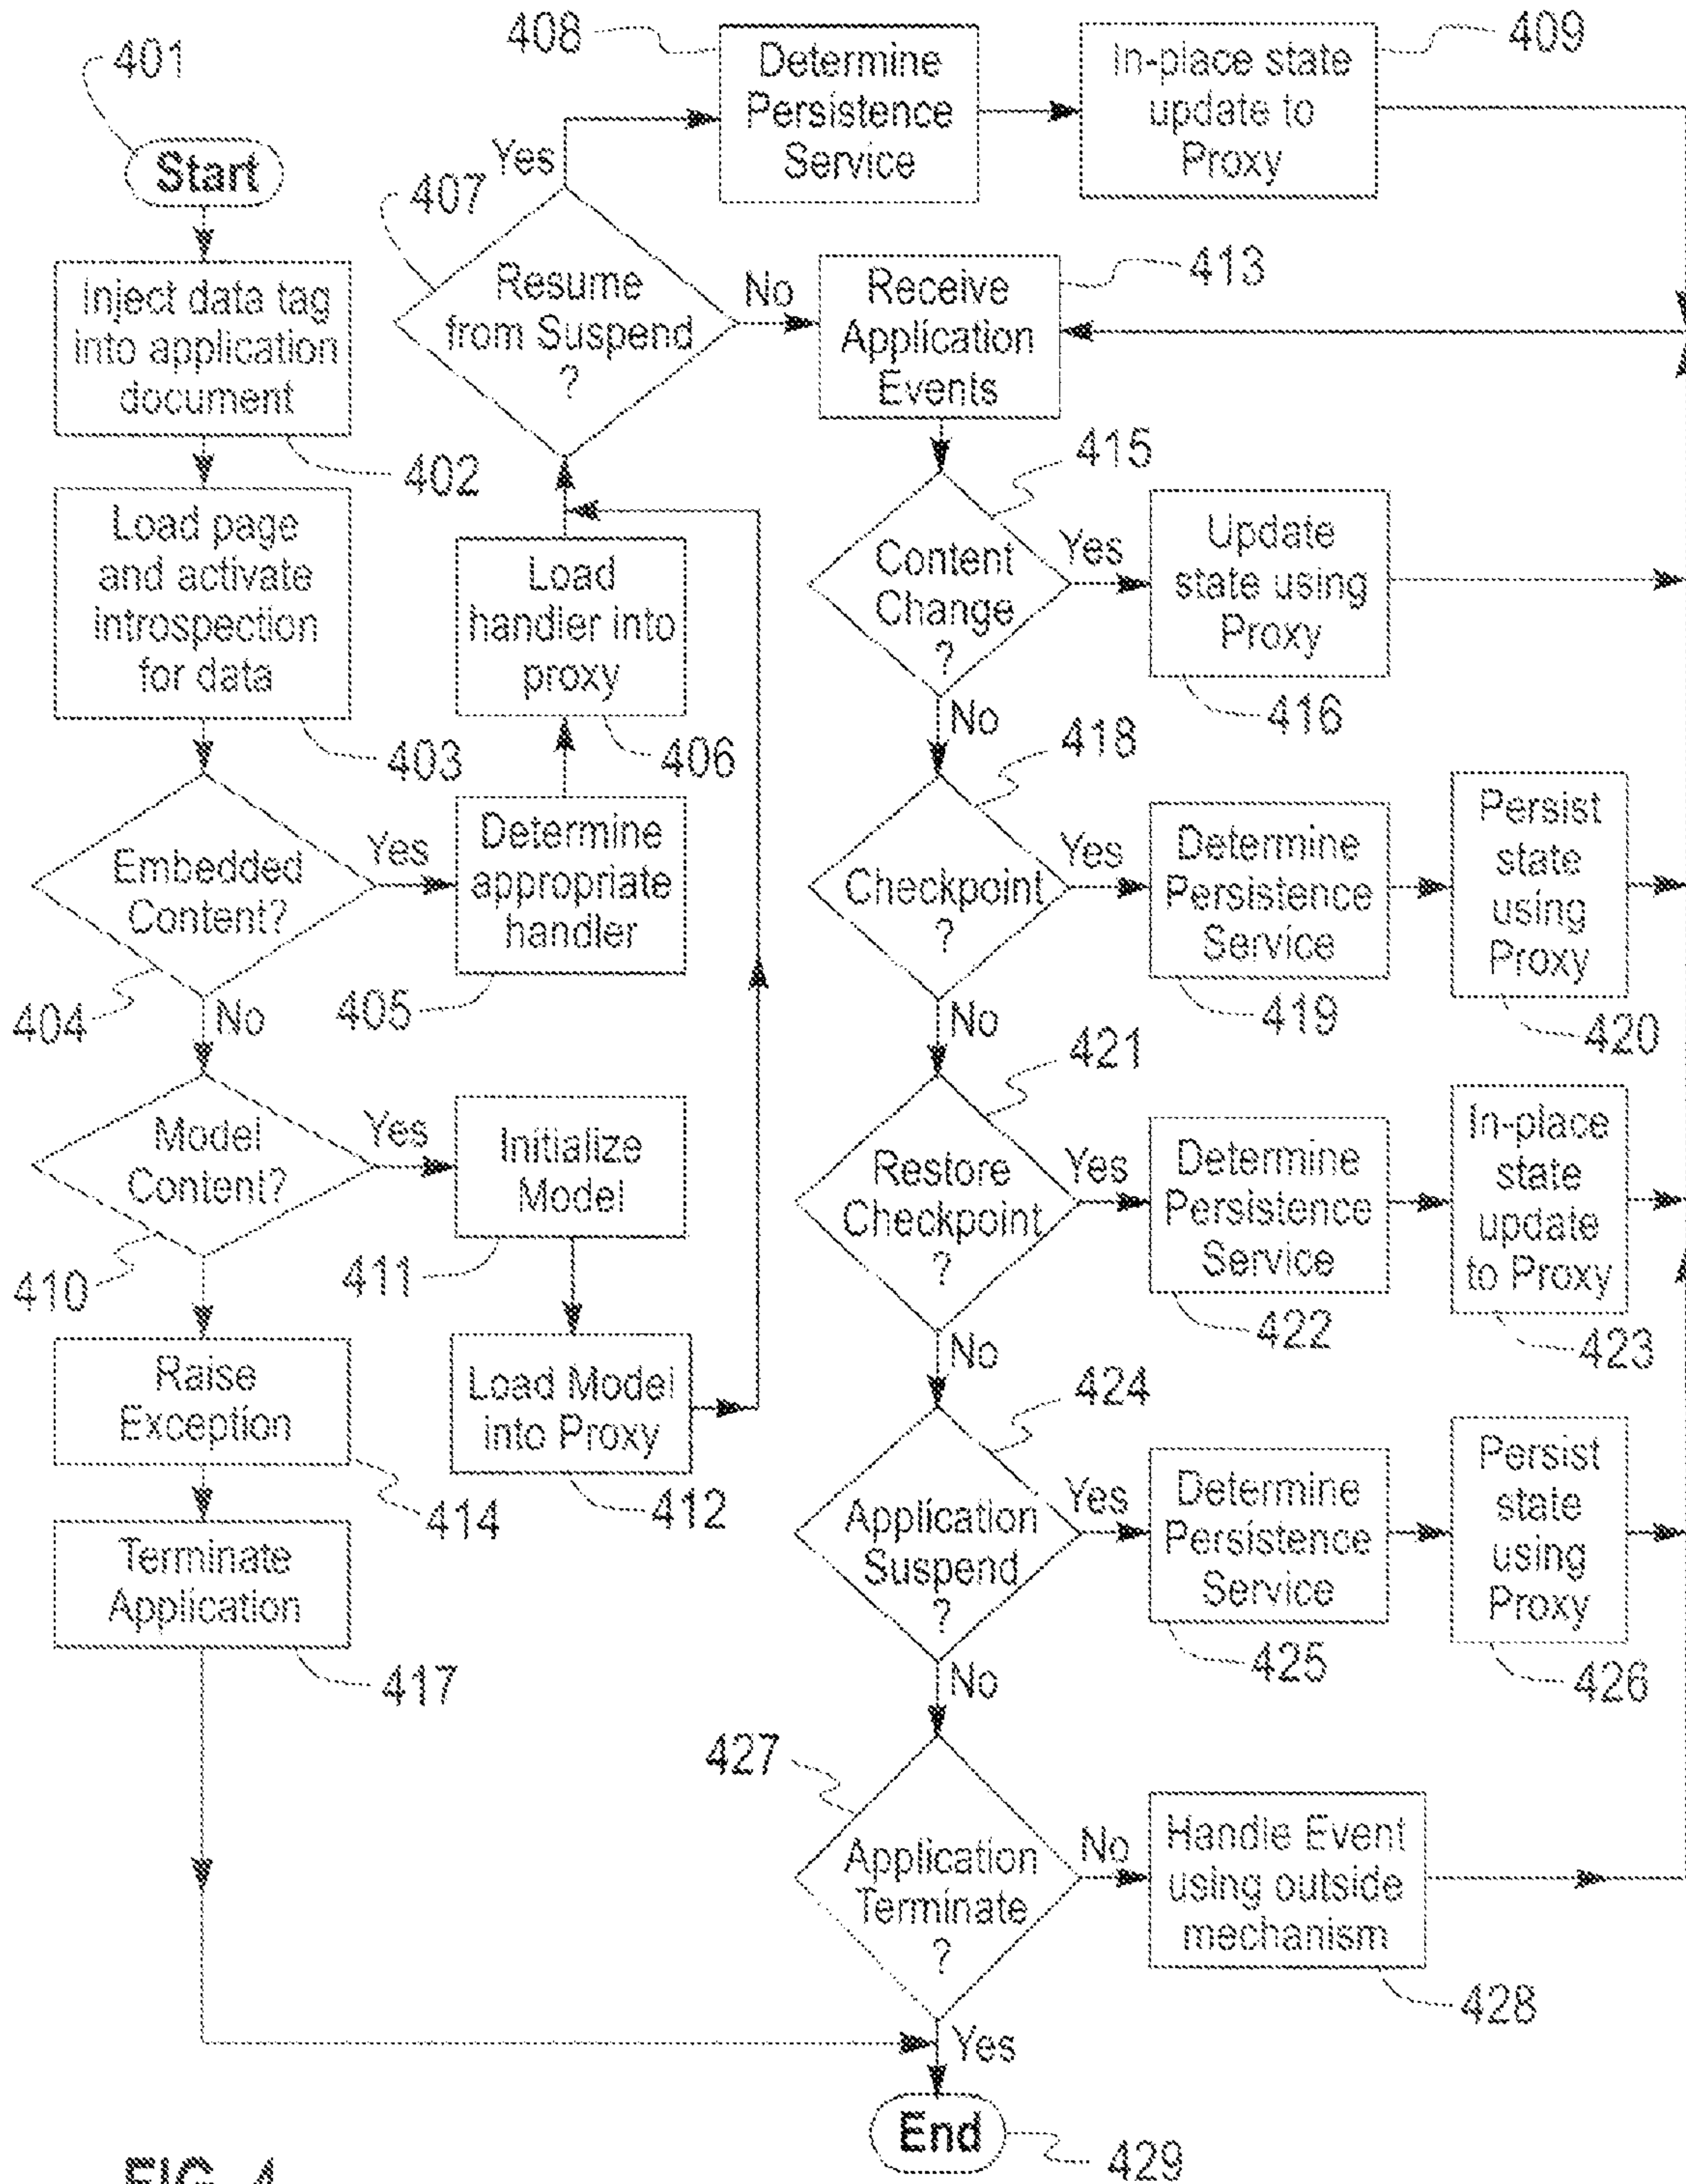 401
Start
Inject data tag
into application
document
402
Load page
and activate
introspection
for data
403
Embedded
Content?
404
Yes
No
Determine
appropriate
handler
405
Load
handler into
proxy
406
Model
Content?
410
Yes
Initialize
Model
411
Load Model
into Proxy
412
Raise
Exception
414
Terminate
Application
417
407
Resume
from Suspend
?
Yes
No
408
Determine
Persistence
Service
409
In-place state
update to
Proxy
Receive
Application
Events
413
415
Content
Change
?
Yes
No
Update
state using
Proxy
416
418
Checkpoint
?
Yes
No
Determine
Persistence
Service
419
Persist
state
using
Proxy
420
421
Restore
Checkpoint
?
Yes
No
Determine
Persistence
Service
422
In-place
state
update
to Proxy
423
424
Application
Suspend
?
Yes
No
Determine
Persistence
Service
425
Persist
state
using
Proxy
426
427
Application
Terminate
?
No
Yes
Handle Event
using outside
mechanism
428
End
429
FIG. 4